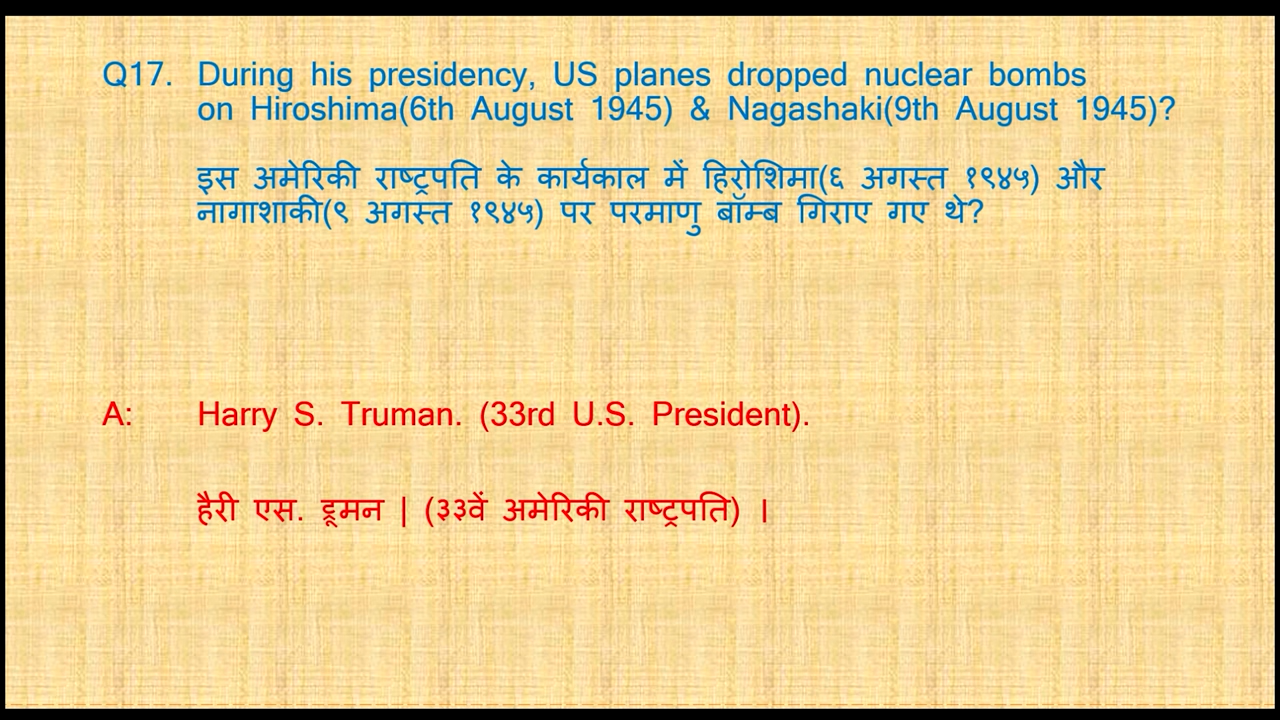 Q17. During his presidency, US planes dropped nuclear bombs
on Hiroshima(6th August 1945) & Nagashaki(9th August 1945)?
इस अमेरिकी राष्ट्रपति के कार्यकाल में हिरोशिमा(६ अगस्त १९४५) और
नागाशाकी(९ अगस्त १९४५) पर परमाणु बॉम्ब गिराए गए थे?
A: Harry S. Truman. (33rd U.S. President).
हैरी एस. ड्रूमन | (३३वें अमेरिकी राष्ट्रपति) ।